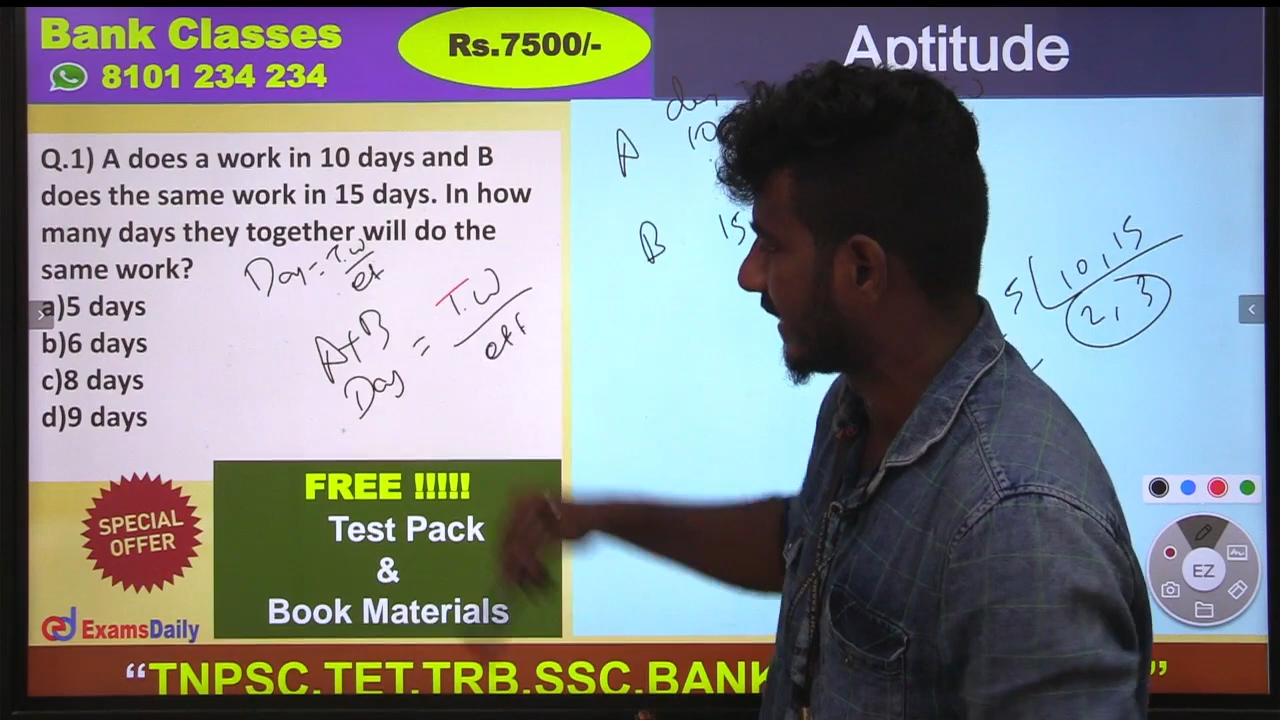 Bank Classes
8101 234 234
Rs.7500/-
Aptitude
Q.1) A does a work in 10 days and B
does the same work in 15 days. In how
many days they together will do the
same work?
a)5 days
b)6 days
c)8 days
d)9 days
Day = T.W
eff
A+B
Day
= T.W
eff
A
B 15
5 10, 15
2, 3
SPECIAL
OFFER
FREE !!!!!
Test Pack
&
Book Materials
ExamsDaily
EZ
“TNPSC.TET.TRB.SSC.BANK ”